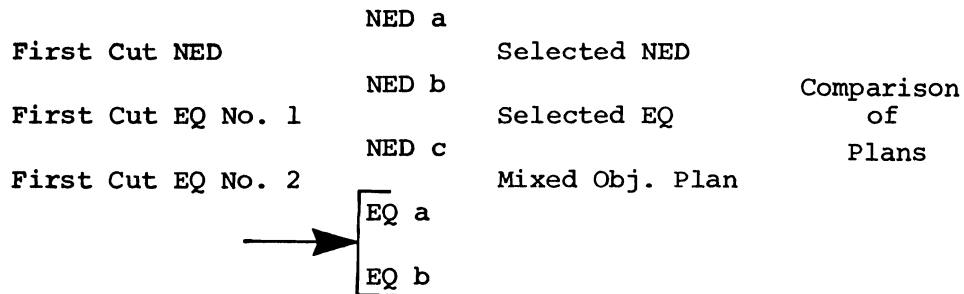 NED a
First Cut NED
Selected NED
NED b
First Cut EQ No. 1
Selected EQ
Comparison
of
Plans
NED c
First Cut EQ No. 2
Mixed Obj. Plan
EQ a
EQ b